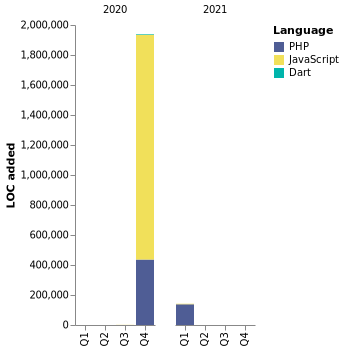 2020
2021
Language
PHP
JavaScript
Dart
LOC added
2,000,000
1,800,000
1,600,000
1,400,000
1,200,000
1,000,000
800,000
600,000
400,000
200,000
0
Q1
Q2
Q3
Q4
Q1
Q2
Q3
Q4